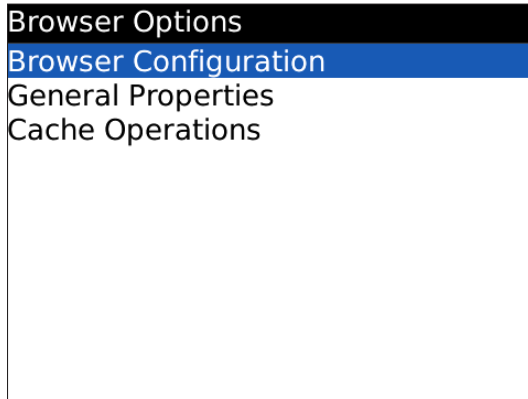 Browser Options
Browser Configuration
General Properties
Cache Operations